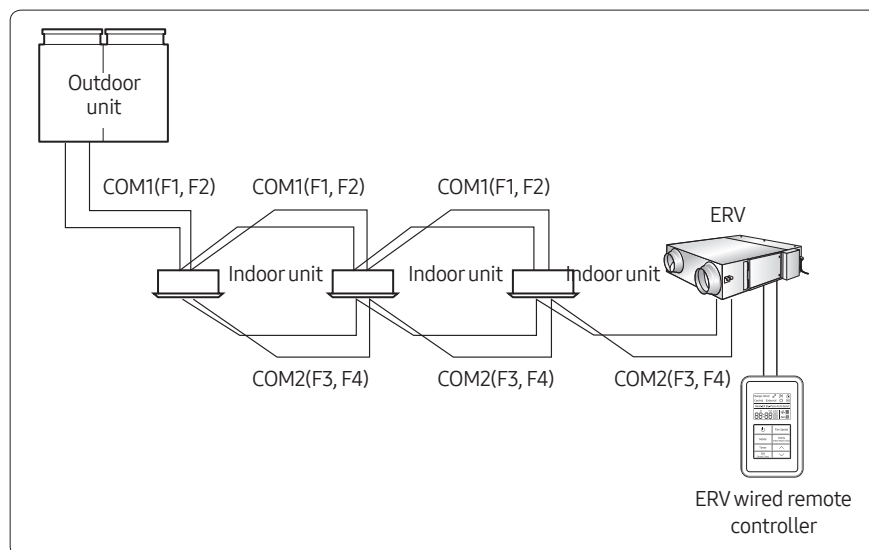 Outdoor
unit
COM1(F1, F2)
COM1(F1, F2)
COM1(F1, F2)
ERV
Indoor unit
Indoor unit
Indoor unit
COM2(F3, F4)
COM2(F3, F4)
COM2(F3, F4)
ERV wired remote
controller